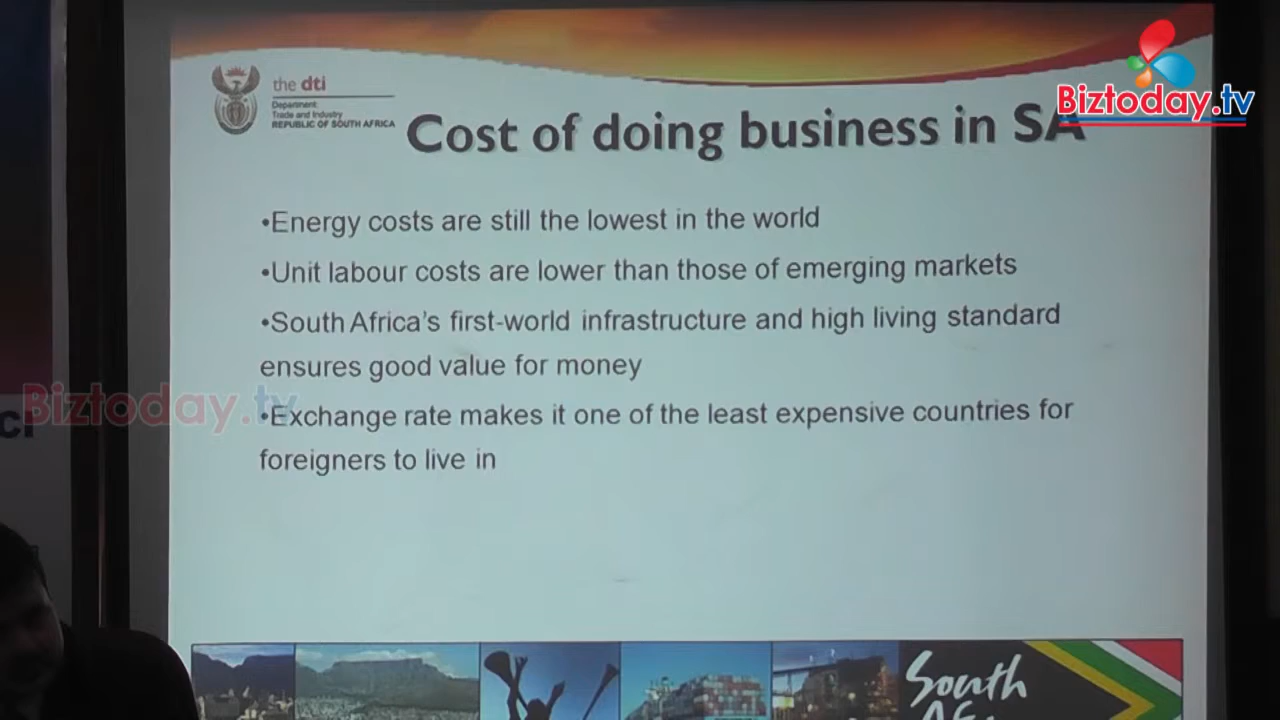 Biztoday.tv
the dti
Department:
Trade and Industry
REPUBLIC OF SOUTH AFRICA
Cost of doing business in SA
•Energy costs are still the lowest in the world
•Unit labour costs are lower than those of emerging markets
•South Africa's first-world infrastructure and high living standard
ensures good value for money
Biztoday.tv
•Exchange rate makes it one of the least expensive countries for
foreigners to live in
South